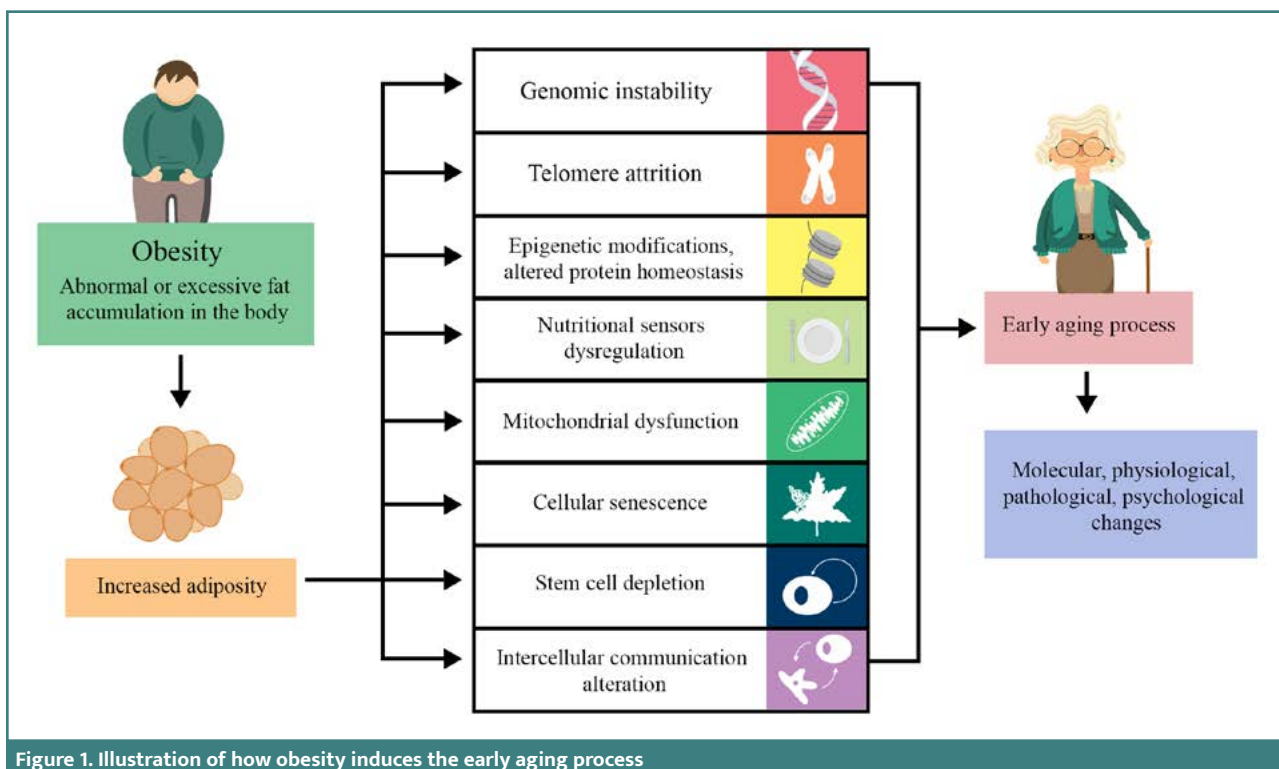 Obesity
Abnormal or excessive fat
accumulation in the body
Increased adiposity
Genomic instability
Telomere attrition
Epigenetic modifications,
altered protein homeostasis
Nutritional sensors
dysregulation
Mitochondrial dysfunction
Cellular senescence
Stem cell depletion
Intercellular communication
alteration
Early aging process
Molecular, physiological,
pathological, psychological
changes
Figure 1. Illustration of how obesity induces the early aging process